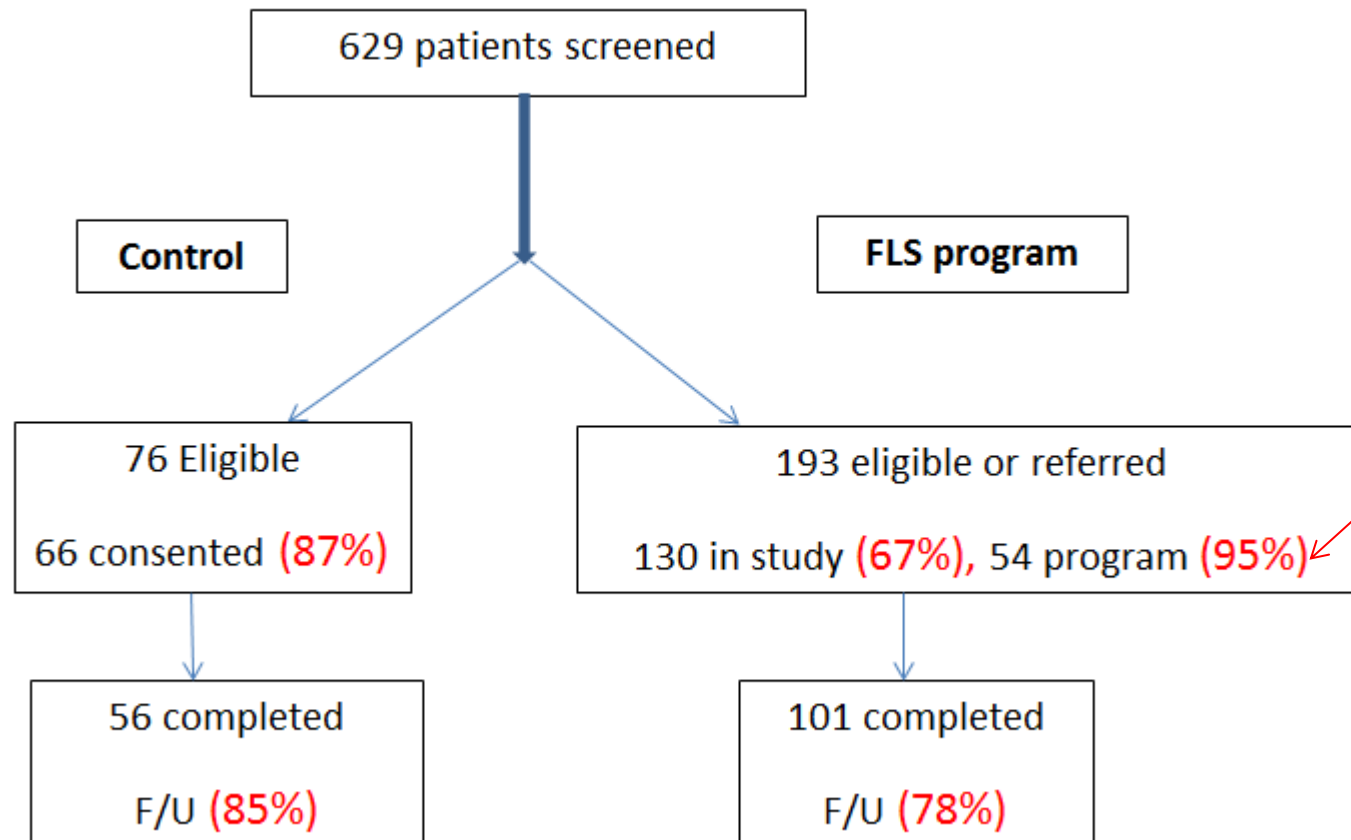 629 patients screened
Control
FLS program
76 Eligible
66 consented (87%)
193 eligible or referred
130 in study (67%), 54 program (95%)
56 completed
F/U (85%)
101 completed
F/U (78%)